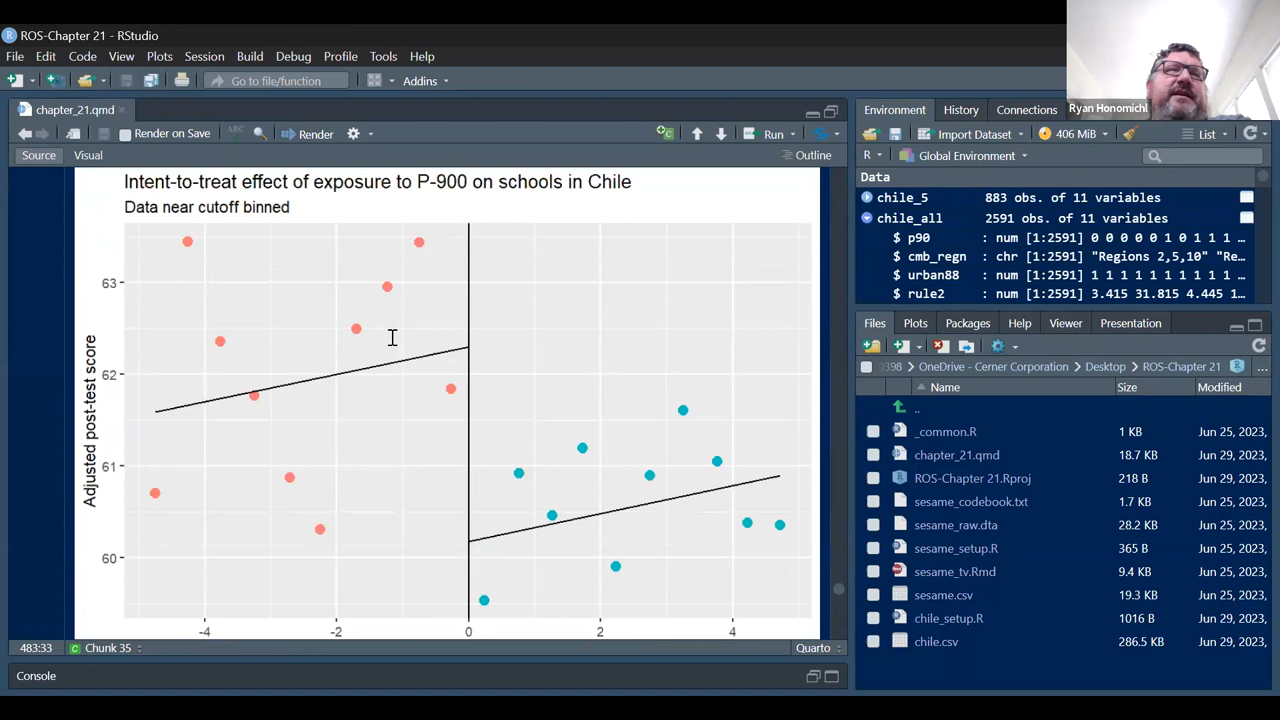 ROS-Chapter 21 - RStudio
File Edit Code View Plots Session Build Debug Profile Tools Help
Go to file/function Addins
Ryan Honomichl
chapter_21.qmd
Render on Save ABC Render Run
Source Visual Outline
Intent-to-treat effect of exposure to P-900 on schools in Chile
Data near cutoff binned
Adjusted post-test score
63
62
61
60
-4 -2 0 2 4
483:33 C Chunk 35 Quarto
Console
Environment History Connections
Import Dataset 406 MiB List
R Global Environment
Data
chile_5 883 obs. of 11 variables
chile_all 2591 obs. of 11 variables
$ p90 : num [1:2591] 0 0 0 0 0 1 0 1 1 1 …
$ cmb_regn : chr [1:2591] "Regions 2,5,10" "Re…
$ urban88 : num [1:2591] 1 1 1 1 1 1 1 1 1 1 …
$ rule2 : num [1:2591] 3.415 31.815 4.445 1…
Files Plots Packages Help Viewer Presentation
2398 OneDrive - Cerner Corporation Desktop ROS-Chapter 21 ...
Name Size Modified
..
_common.R 1 KB Jun 25, 2023,
chapter_21.qmd 18.7 KB Jun 29, 2023,
ROS-Chapter 21.Rproj 218 B Jun 29, 2023,
sesame_codebook.txt 1.7 KB Jun 25, 2023,
sesame_raw.dta 28.2 KB Jun 25, 2023,
sesame_setup.R 365 B Jun 25, 2023,
sesame_tv.Rmd 9.4 KB Jun 25, 2023,
sesame.csv 19.3 KB Jun 25, 2023,
chile_setup.R 1016 B Jun 29, 2023,
chile.csv 286.5 KB Jun 29, 2023,